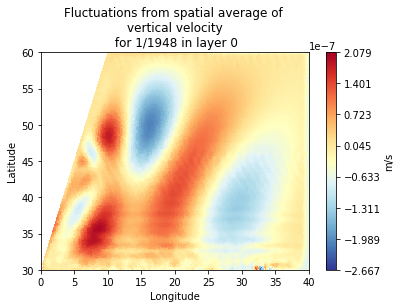 Fluctuations from spatial average of
vertical velocity
for 1/1948 in layer 0
1e−7
60
55
50
45
40
35
30
Latitude
0 5 10 15 20 25 30 35 40
Longitude
2.079
1.401
0.723
0.045
−0.633
−1.311
−1.989
−2.667
m/s